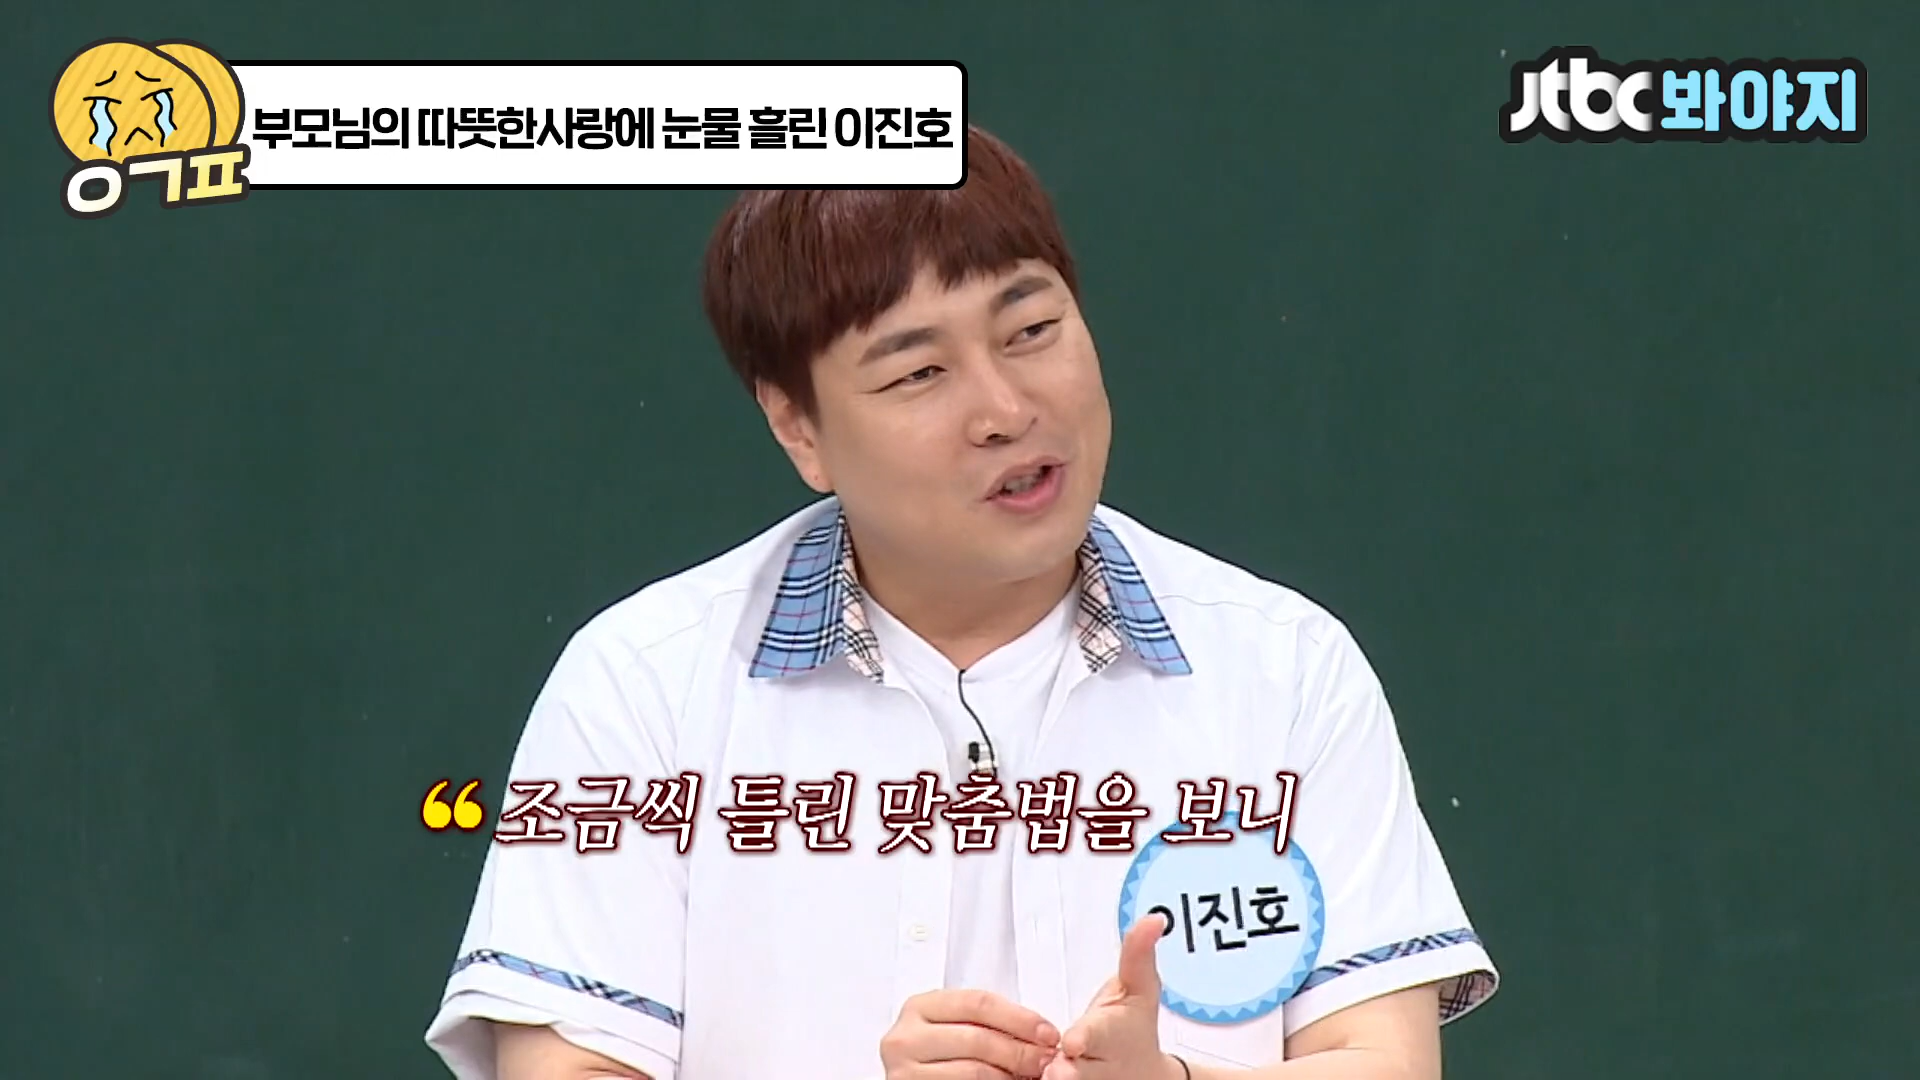 부모님의 따뜻한 사랑에 눈물 흘린 이진호
jtbc 봐야지
ㅇㄱㅍ
“ 조금씩 틀린 맞춤법을 보니
이진호